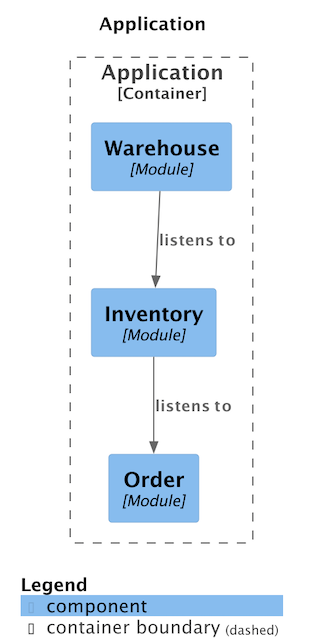 Application
Application
[Container]
Warehouse
[Module]
listens to
Inventory
[Module]
listens to
Order
[Module]
Legend
component
container boundary (dashed)